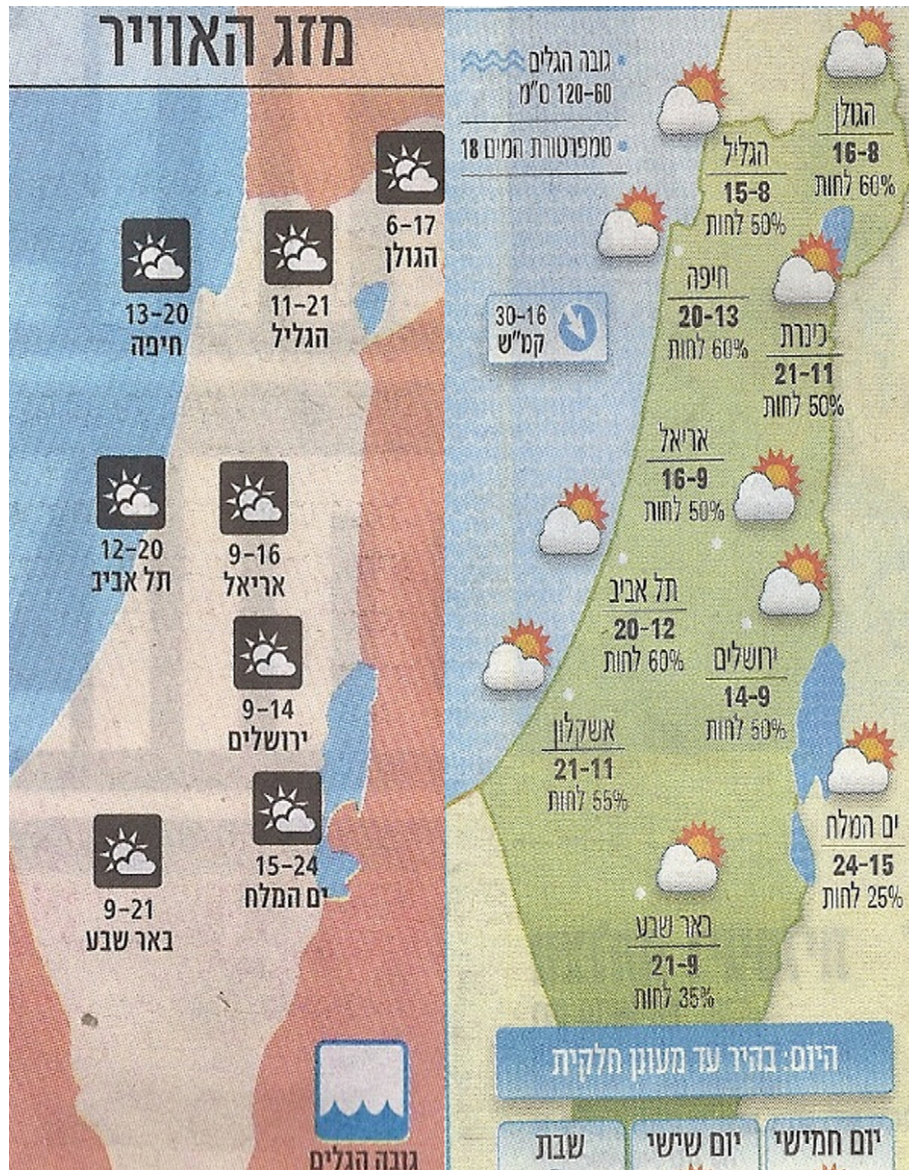 מזג האוויר
6-17
הגולן
11-21
הגליל
13-20
חיפה
12-20
תל אביב
9-16
אריאל
9-14
ירושלים
15-24
ים המלח
9-21
באר שבע
גובה הגלים
• גובה הגלים
120-60 ס"מ
• טמפרטורת המים 18
הגולן
16-8
60% לחות
הגליל
15-8
50% לחות
חיפה
20-13
60% לחות
30-16
קמ"ש
כינרת
21-11
50% לחות
אריאל
16-9
50% לחות
תל אביב
20-12
60% לחות
ירושלים
14-9
50% לחות
אשקלון
21-11
55% לחות
ים המלח
24-15
25% לחות
באר שבע
21-9
35% לחות
היום: בהיר עד מעונן חלקית
יום חמישי
יום שישי
שבת